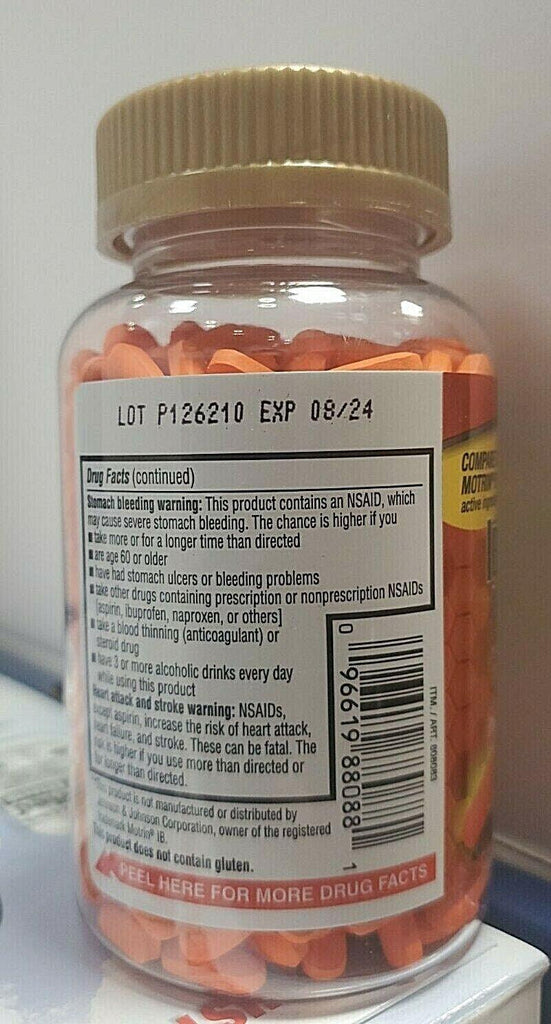 LOT P126210 EXP 08/24
COMPARE
MOTRIN
active
Drug Facts (continued)
Stomach bleeding warning: This product contains an NSAID, which
may cause severe stomach bleeding. The chance is higher if you
■ take more or for a longer time than directed
■ are age 60 or older
■ have had stomach ulcers or bleeding problems
■ take other drugs containing prescription or nonprescription NSAIDs
[aspirin, ibuprofen, naproxen, or others]
■ take a blood thinning (anticoagulant) or
steroid drug
■ have 3 or more alcoholic drinks every day
while using this product
Heart attack and stroke warning: NSAIDs,
except aspirin, increase the risk of heart attack,
heart failure, and stroke. These can be fatal. The
risk is higher if you use more than directed or
for longer than directed.
0 96619 88088 1
ITM. / ART. 808083
*This product is not manufactured or distributed by
Johnson & Johnson Corporation, owner of the registered
trademark Motrin® IB.
This product does not contain gluten.
PEEL HERE FOR MORE DRUG FACTS